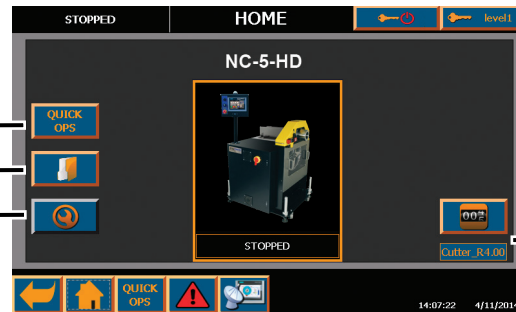 STOPPED
HOME
level1
NC-5-HD
QUICK
OPS
STOPPED
Cutter_R4.00
QUICK
OPS
14:07:22
4/11/2014